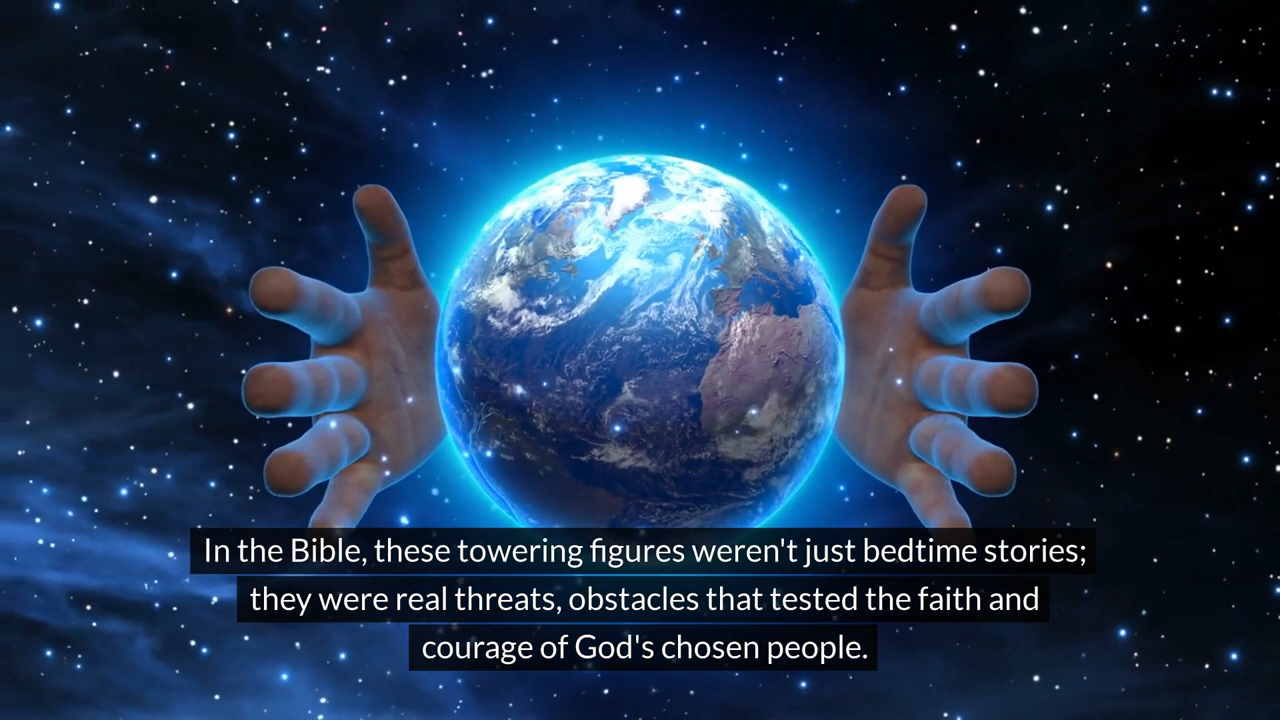 In the Bible, these towering figures weren't just bedtime stories;
they were real threats, obstacles that tested the faith and
courage of God's chosen people.